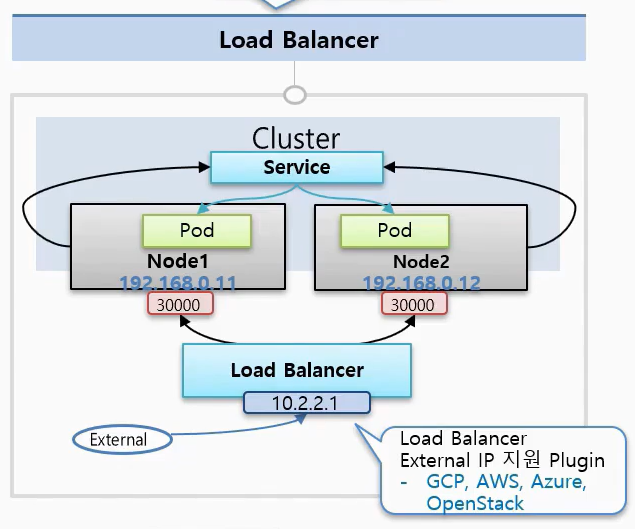 Load Balancer
Cluster
Service
Pod
Pod
Node1
Node2
192.168.0.11
192.168.0.12
30000
30000
Load Balancer
10.2.2.1
External
Load Balancer
External IP 지원 Plugin
- GCP, AWS, Azure,
OpenStack